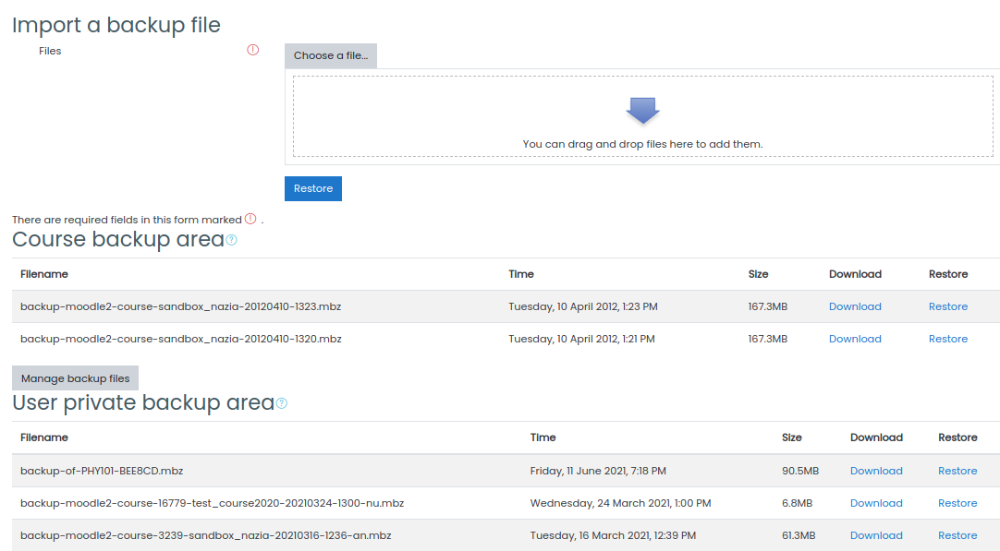 Import a backup file
Files
Choose a file...
You can drag and drop files here to add them.
Restore
There are required fields in this form marked .
Course backup area
Filename Time Size Download Restore
backup-moodle2-course-sandbox_nazia-20120410-1323.mbz Tuesday, 10 April 2012, 1:23 PM 167.3MB Download Restore
backup-moodle2-course-sandbox_nazia-20120410-1320.mbz Tuesday, 10 April 2012, 1:21 PM 167.3MB Download Restore
Manage backup files
User private backup area
Filename Time Size Download Restore
backup-of-PHY101-BEE8CD.mbz Friday, 11 June 2021, 7:18 PM 90.5MB Download Restore
backup-moodle2-course-16779-test_course2020-20210324-1300-nu.mbz Wednesday, 24 March 2021, 1:00 PM 6.8MB Download Restore
backup-moodle2-course-3239-sandbox_nazia-20210316-1236-an.mbz Tuesday, 16 March 2021, 12:39 PM 61.3MB Download Restore